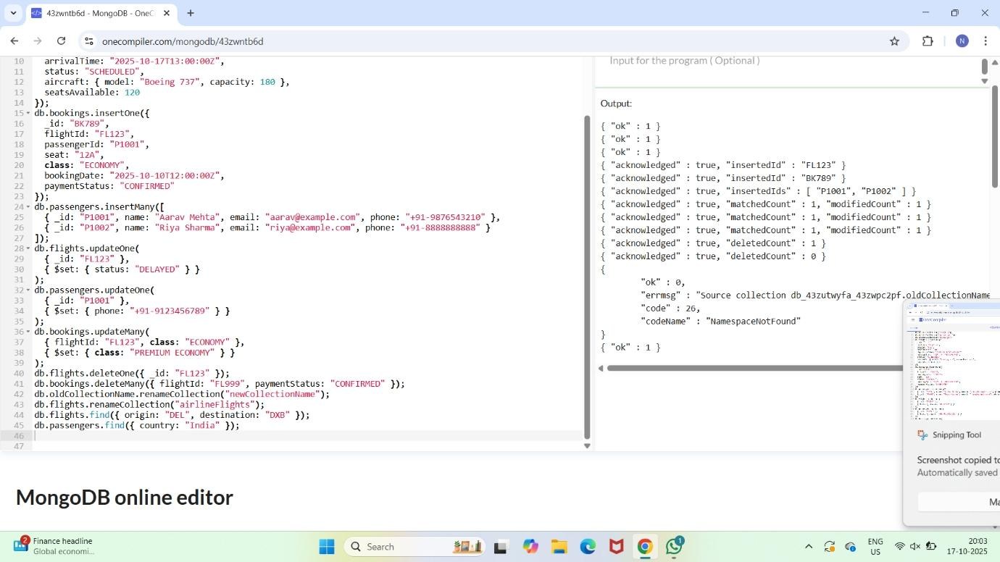 43zwntb6d - MongoDB - OneC
onecompiler.com/mongodb/43zwntb6d
N
10 arrivalTime: "2025-10-17T13:00:00Z",
11 status: "SCHEDULED",
12 aircraft: { model: "Boeing 737", capacity: 180 },
13 seatsAvailable: 120
14 });
15 db.bookings.insertOne({
16 _id: "BK789",
17 flightId: "FL123",
18 passengerId: "P1001",
19 seat: "12A",
20 class: "ECONOMY",
21 bookingDate: "2025-10-10T12:00:00Z",
22 paymentStatus: "CONFIRMED"
23 });
24 db.passengers.insertMany([
25 { _id: "P1001", name: "Aarav Mehta", email: "aarav@example.com", phone: "+91-9876543210" },
26 { _id: "P1002", name: "Riya Sharma", email: "riya@example.com", phone: "+91-8888888888" }
27 ]);
28 db.flights.updateOne(
29 { _id: "FL123" },
30 { $set: { status: "DELAYED" } }
31 );
32 db.passengers.updateOne(
33 { _id: "P1001" },
34 { $set: { phone: "+91-9123456789" } }
35 );
36 db.bookings.updateMany(
37 { flightId: "FL123", class: "ECONOMY" },
38 { $set: { class: "PREMIUM ECONOMY" } }
39 );
40 db.flights.deleteOne({ _id: "FL123" });
41 db.bookings.deleteMany({ flightId: "FL999", paymentStatus: "CONFIRMED" });
42 db.oldCollectionName.renameCollection("newCollectionName");
43 db.flights.renameCollection("airlineFlights");
44 db.flights.find({ origin: "DEL", destination: "DXB" });
45 db.passengers.find({ country: "India" });
46
47
Input for the program ( Optional )
Output:
{ "ok" : 1 }
{ "ok" : 1 }
{ "ok" : 1 }
{ "acknowledged" : true, "insertedId" : "FL123" }
{ "acknowledged" : true, "insertedId" : "BK789" }
{ "acknowledged" : true, "insertedIds" : [ "P1001", "P1002" ] }
{ "acknowledged" : true, "matchedCount" : 1, "modifiedCount" : 1 }
{ "acknowledged" : true, "matchedCount" : 1, "modifiedCount" : 1 }
{ "acknowledged" : true, "matchedCount" : 1, "modifiedCount" : 1 }
{ "acknowledged" : true, "deletedCount" : 1 }
{ "acknowledged" : true, "deletedCount" : 0 }
{
"ok" : 0,
"errmsg" : "Source collection db_43zutwyfa_43zwpc2pf.oldCollectionName
"code" : 26,
"codeName" : "NamespaceNotFound"
}
{ "ok" : 1 }
OneCompiler
Snipping Tool
Screenshot copied to
Automatically saved
Ma
MongoDB online editor
2
Finance headline
Global economi...
Search
1
ENG
US
20:03
17-10-2025